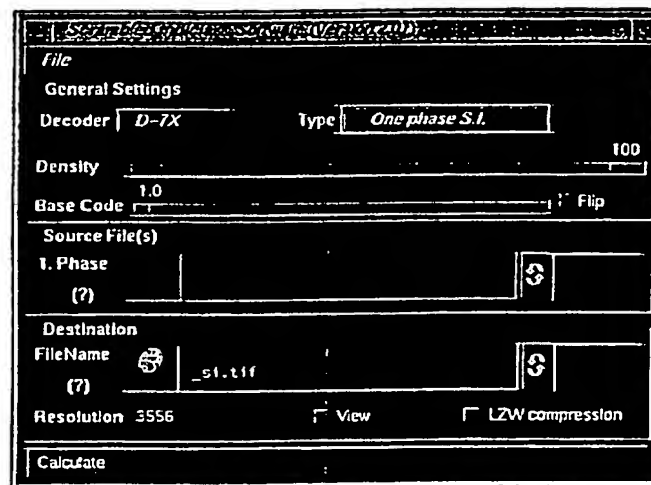 File
General Settings
Decoder D-7X Type One phase S.I.
100
Density
1.0
Base Code Flip
Source File(s)
1. Phase
(?)
Destination
FileName
_si.tif
(?)
Resolution 3556 View LZW compression
Calculate